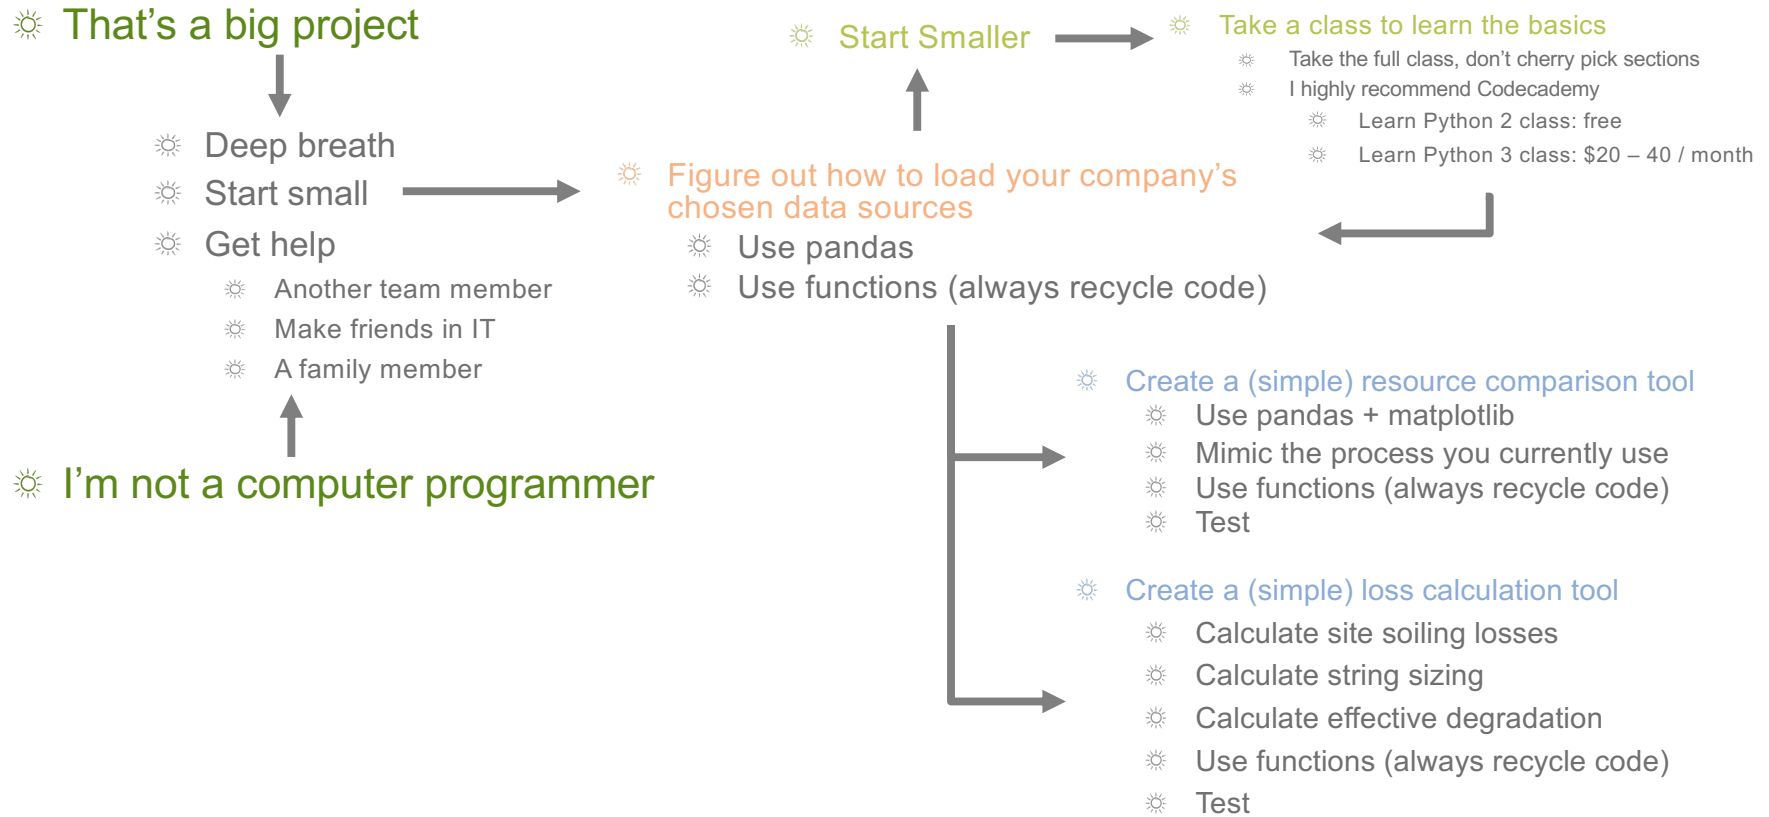 That’s a big project
Deep breath
Start small
Get help
Another team member
Make friends in IT
A family member
I’m not a computer programmer
Start Smaller
Take a class to learn the basics
Take the full class, don’t cherry pick sections
I highly recommend Codecademy
Learn Python 2 class: free
Learn Python 3 class: $20 – 40 / month
Figure out how to load your company’s
chosen data sources
Use pandas
Use functions (always recycle code)
Create a (simple) resource comparison tool
Use pandas + matplotlib
Mimic the process you currently use
Use functions (always recycle code)
Test
Create a (simple) loss calculation tool
Calculate site soiling losses
Calculate string sizing
Calculate effective degradation
Use functions (always recycle code)
Test